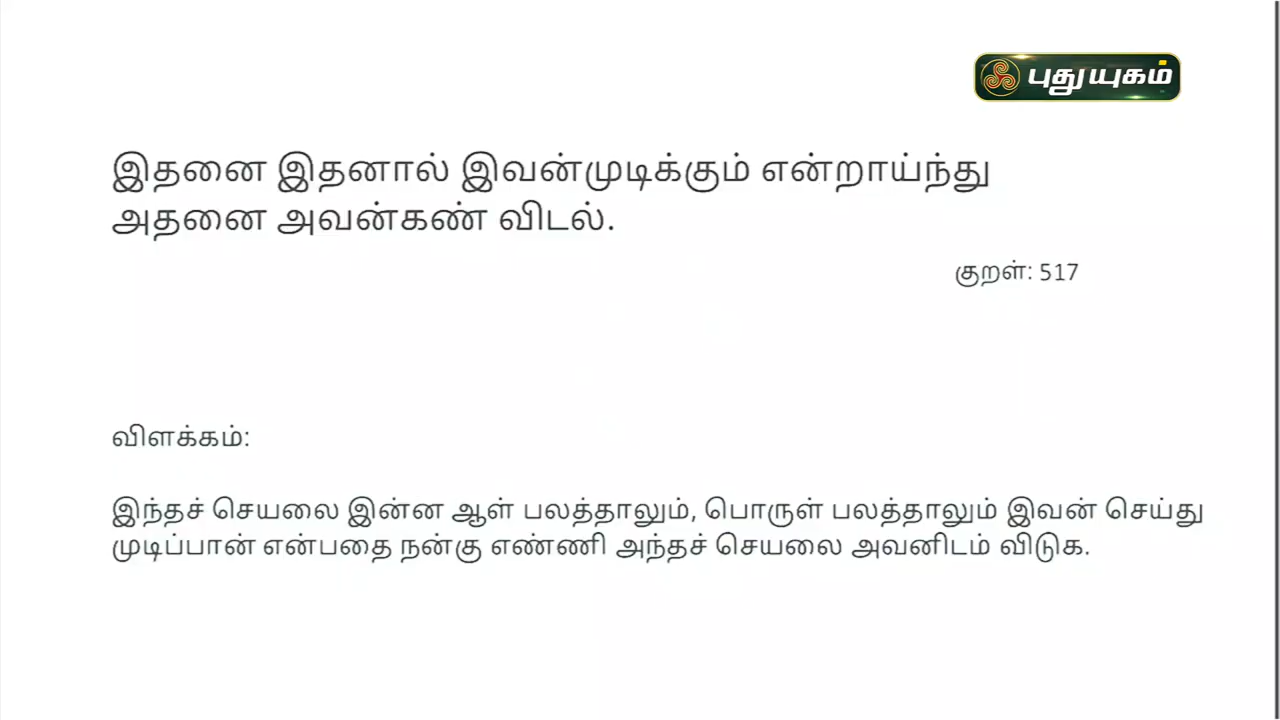 புதுயுகம்
இதனை இதனால் இவன்முடிக்கும் என்றாய்ந்து
அதனை அவன்கண் விடல்.
குறள்: 517
விளக்கம்:
இந்தச் செயலை இன்ன ஆள் பலத்தாலும், பொருள் பலத்தாலும் இவன் செய்து
முடிப்பான் என்பதை நன்கு எண்ணி அந்தச் செயலை அவனிடம் விடுக.